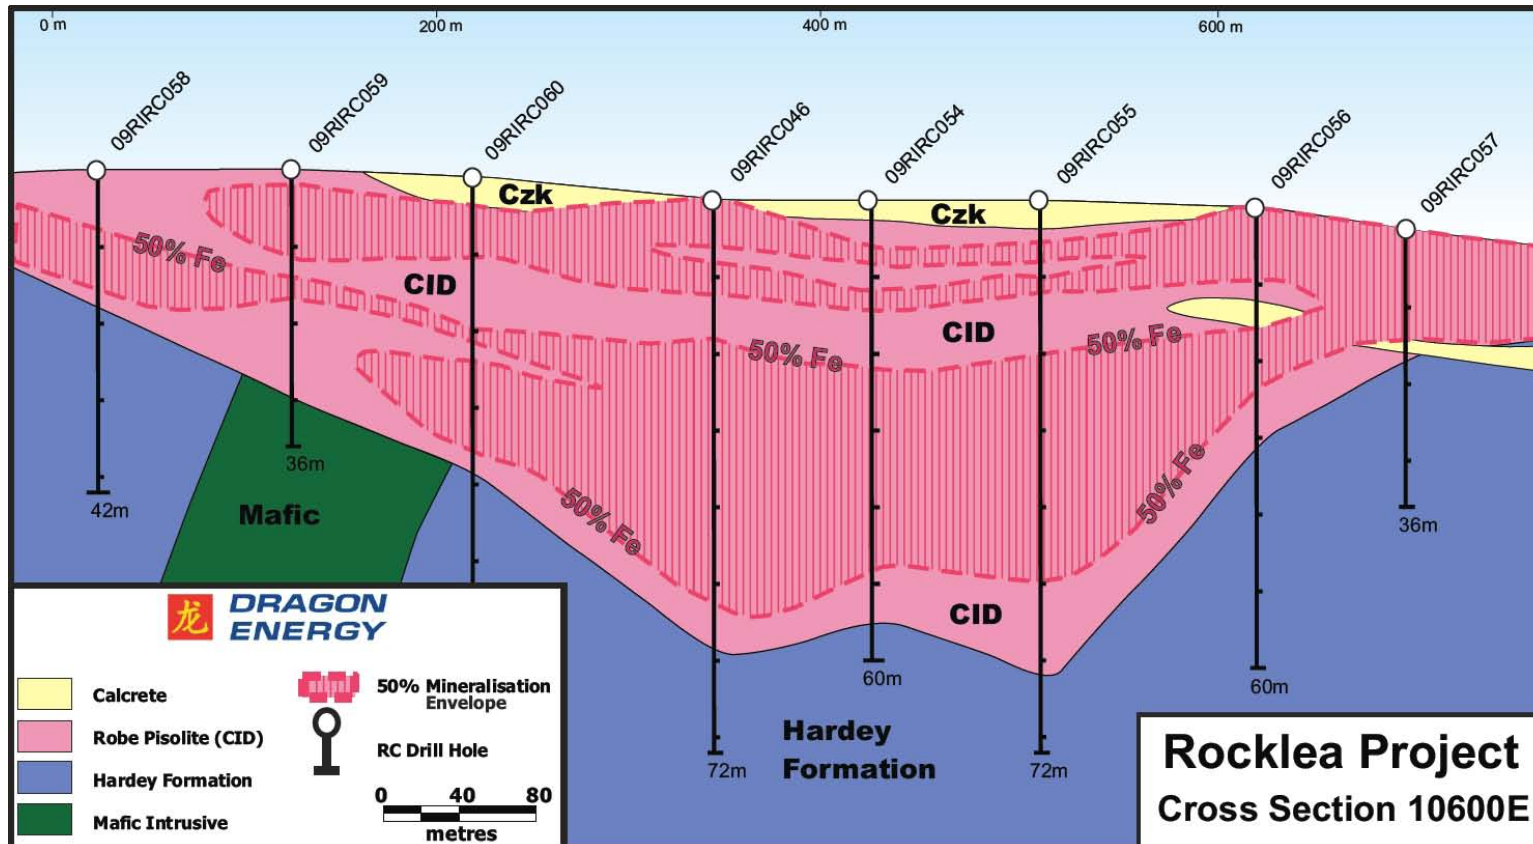 0 m
200 m
400 m
600 m
09RIRC058
09RIRC059
09RIRC060
09RIRC046
09RIRC054
09RIRC055
09RIRC056
09RIRC057
Czk
Czk
50% Fe
CID
CID
50% Fe
50% Fe
36m
42m
Mafic
50% Fe
50% Fe
36m
CID
60m
60m
72m
72m
Hardey
Formation
龙
DRAGON
ENERGY
Calcrete
Robe Pisolite (CID)
Hardey Formation
Mafic Intrusive
50% Mineralisation
Envelope
RC Drill Hole
0 40 80
metres
Rocklea Project
Cross Section 10600E